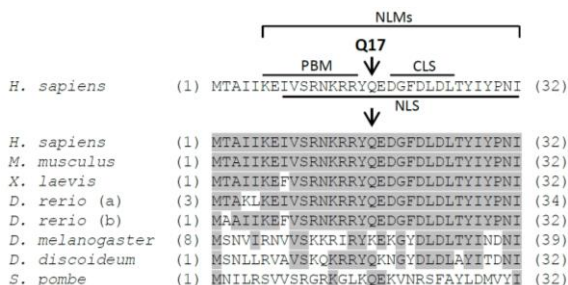 NLMs
Q17
PBM CLS
H. sapiens (1) MTAIIKEIVSRNKRRYQEDGFDLDLTYIYPNI (32)
NLS
H. sapiens (1) MTAIIKEIVSRNKRRYQEDGFDLDLTYIYPNI (32)
M. musculus (1) MTAIIKEIVSRNKRRYQEDGFDLDLTYIYPNI (32)
X. laevis (1) MTAIIKEFVSRNKRRYQEDGFDLDLTYIYPNI (32)
D. rerio (a) (3) MTAKLKEIVSRNKRRYQEDGFDLDLTYIYPNI (34)
D. rerio (b) (1) MAAIIKEFVSRNKRRYQEDGFDLDLTYIYPNI (32)
D. melanogaster (8) MSNVIRNVVSKKRIRYKEKGYDLDLTYINDNI (39)
D. discoideum (1) MSNLLRVAVSKQKRRYQKNGYDLDLAYITDNI (32)
S. pombe (1) MNILRSVVSRGRKGLKQEKVNRSFAYLDMVYI (32)